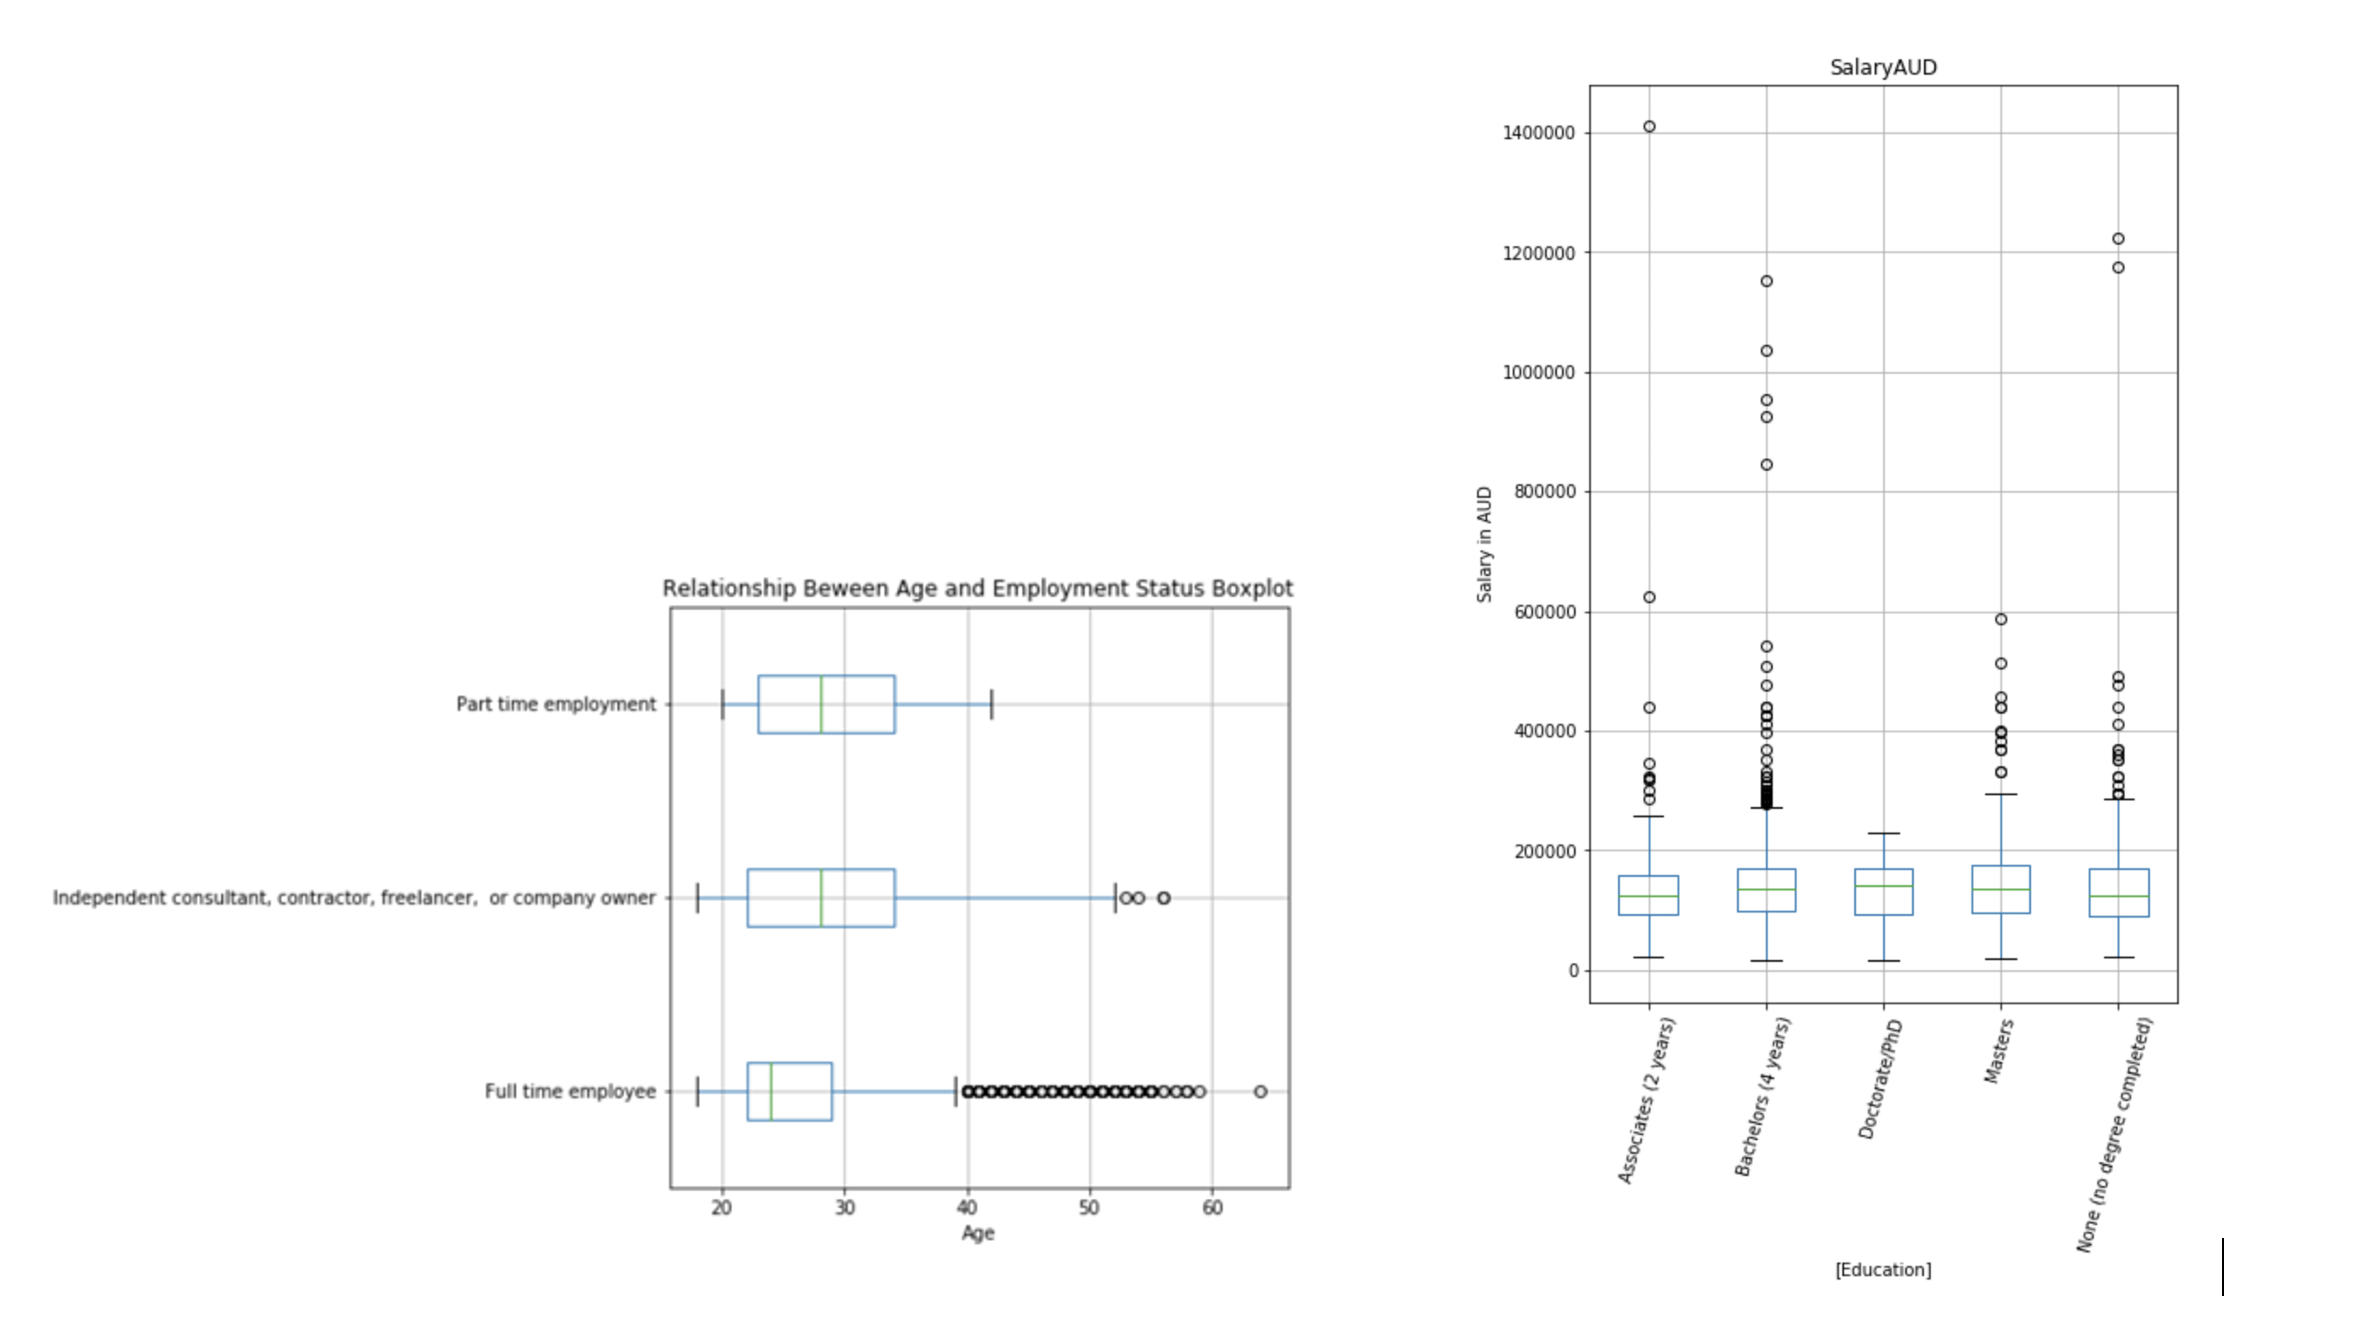 Relationship Beween Age and Employment Status Boxplot
Part time employment
Independent consultant, contractor, freelancer,  or company owner
Full time employee
20 30 40 50 60
Age
SalaryAUD
1400000
1200000
1000000
800000
600000
400000
200000
0
Salary in AUD
Associates (2 years)
Bachelors (4 years)
Doctorate/PhD
Masters
None (no degree completed)
[Education]